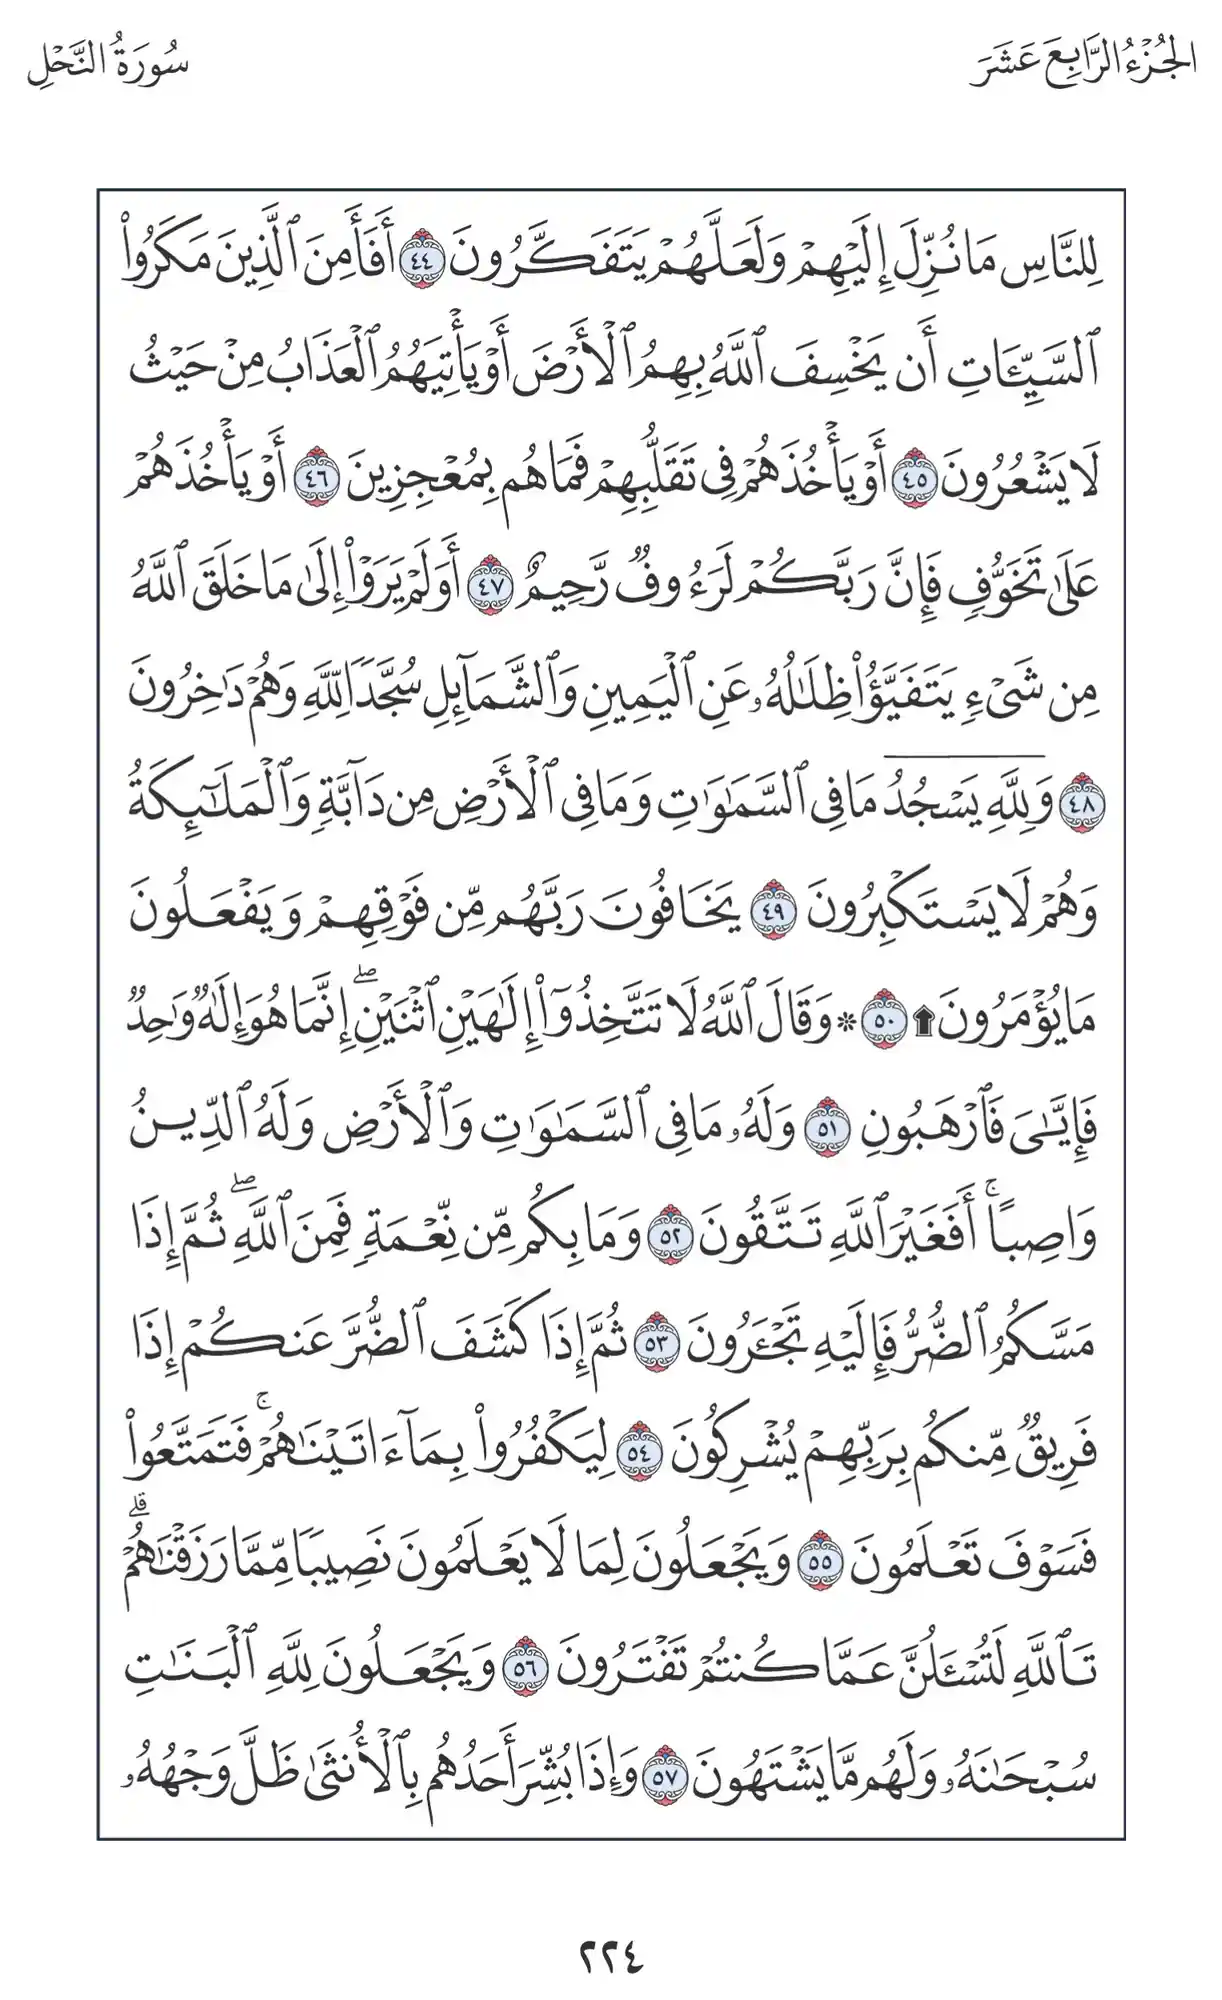 الجُزْءُ الرَّابِعَ عَشَرَ
سُورَةُ النَّحْلِ
لِلنَّاسِ مَا نُزِّلَ إِلَيْهِمْ وَلَعَلَّهُمْ يَتَفَكَّرُونَ ٤٤ أَفَأَمِنَ ٱلَّذِينَ مَكَرُوا۟
ٱلسَّيِّـَٔاتِ أَن يَخْسِفَ ٱللَّهُ بِهِمُ ٱلْأَرْضَ أَوْ يَأْتِيَهُمُ ٱلْعَذَابُ مِنْ حَيْثُ
لَا يَشْعُرُونَ ٤٥ أَوْ يَأْخُذَهُمْ فِى تَقَلُّبِهِمْ فَمَا هُم بِمُعْجِزِينَ ٤٦ أَوْ يَأْخُذَهُمْ
عَلَىٰ تَخَوُّفٍ فَإِنَّ رَبَّكُمْ لَرَءُوفٌ رَّحِيمٌ ٤٧ أَوَلَمْ يَرَوْا۟ إِلَىٰ مَا خَلَقَ ٱللَّهُ
مِن شَىْءٍ يَتَفَيَّؤُا۟ ظِلَـٰلُهُۥ عَنِ ٱلْيَمِينِ وَٱلشَّمَآئِلِ سُجَّدًا لِّلَّهِ وَهُمْ دَٰخِرُونَ
٤٨ وَلِلَّهِ يَسْجُدُ مَا فِى ٱلسَّمَـٰوَٰتِ وَمَا فِى ٱلْأَرْضِ مِن دَآبَّةٍ وَٱلْمَلَـٰٓئِكَةُ
وَهُمْ لَا يَسْتَكْبِرُونَ ٤٩ يَخَافُونَ رَبَّهُم مِّن فَوْقِهِمْ وَيَفْعَلُونَ
مَا يُؤْمَرُونَ ۩ ٥٠ * وَقَالَ ٱللَّهُ لَا تَتَّخِذُوٓا۟ إِلَـٰهَيْنِ ٱثْنَيْنِ ۖ إِنَّمَا هُوَ إِلَـٰهٌ وَٰحِدٌ
فَإِيَّـٰىَ فَٱرْهَبُونِ ٥١ وَلَهُۥ مَا فِى ٱلسَّمَـٰوَٰتِ وَٱلْأَرْضِ وَلَهُ ٱلدِّينُ
وَاصِبًا ۚ أَفَغَيْرَ ٱللَّهِ تَتَّقُونَ ٥٢ وَمَا بِكُم مِّن نِّعْمَةٍ فَمِنَ ٱللَّهِ ۖ ثُمَّ إِذَا
مَسَّكُمُ ٱلضُّرُّ فَإِلَيْهِ تَجْـَٔرُونَ ٥٣ ثُمَّ إِذَا كَشَفَ ٱلضُّرَّ عَنكُمْ إِذَا
فَرِيقٌ مِّنكُم بِرَبِّهِمْ يُشْرِكُونَ ٥٤ لِيَكْفُرُوا۟ بِمَآ ءَاتَيْنَـٰهُمْ ۚ فَتَمَتَّعُوا۟
فَسَوْفَ تَعْلَمُونَ ٥٥ وَيَجْعَلُونَ لِمَا لَا يَعْلَمُونَ نَصِيبًا مِّمَّا رَزَقْنَـٰهُمْ ۗ
تَٱللَّهِ لَتُسْـَٔلُنَّ عَمَّا كُنتُمْ تَفْتَرُونَ ٥٦ وَيَجْعَلُونَ لِلَّهِ ٱلْبَنَـٰتِ
سُبْحَـٰنَهُۥ وَلَهُم مَّا يَشْتَهُونَ ٥٧ وَإِذَا بُشِّرَ أَحَدُهُم بِٱلْأُنثَىٰ ظَلَّ وَجْهُهُۥ
٢٢٤